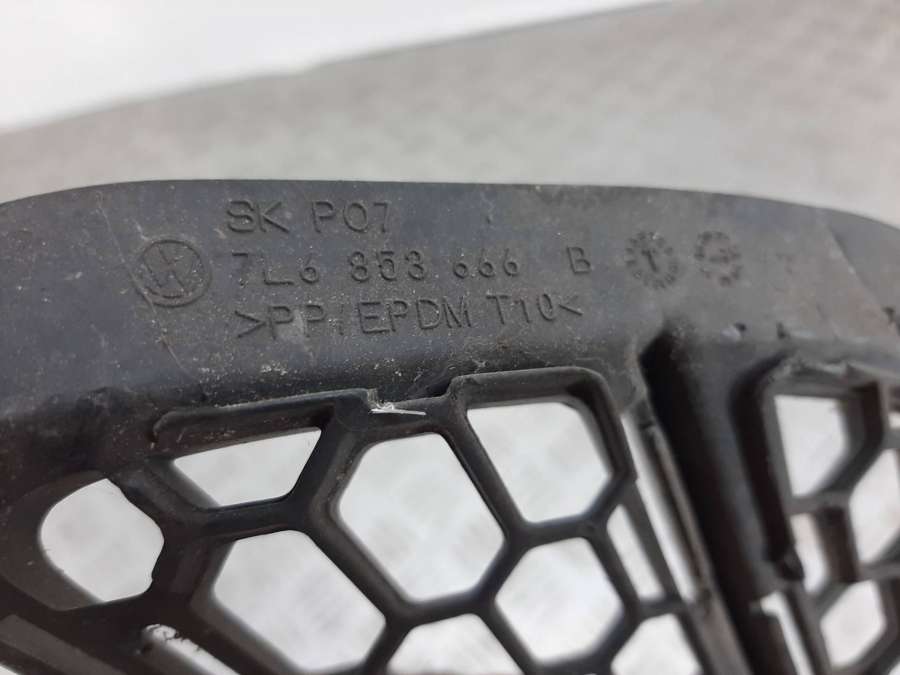 SK P07
7L6 853 666 B
>PP/EPDM T10<